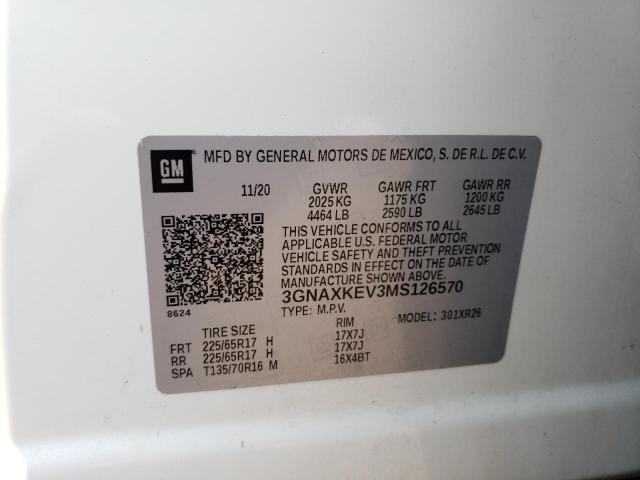 GM MFD BY GENERAL MOTORS DE MEXICO, S. DE R.L. DE C.V.
11/20 GVWR GAWR FRT GAWR RR
2025 KG 1175 KG 1200 KG
4464 LB 2590 LB 2645 LB
THIS VEHICLE CONFORMS TO ALL
APPLICABLE U.S. FEDERAL MOTOR
VEHICLE SAFETY AND THEFT PREVENTION
STANDARDS IN EFFECT ON THE DATE OF
MANUFACTURE SHOWN ABOVE.
3GNAXKEV3MS126570
8624 TYPE: M.P.V. MODEL: 301XR26
TIRE SIZE RIM
FRT 225/65R17 H 17X7J
RR 225/65R17 H 17X7J
SPA T135/70R16 M 16X4BT